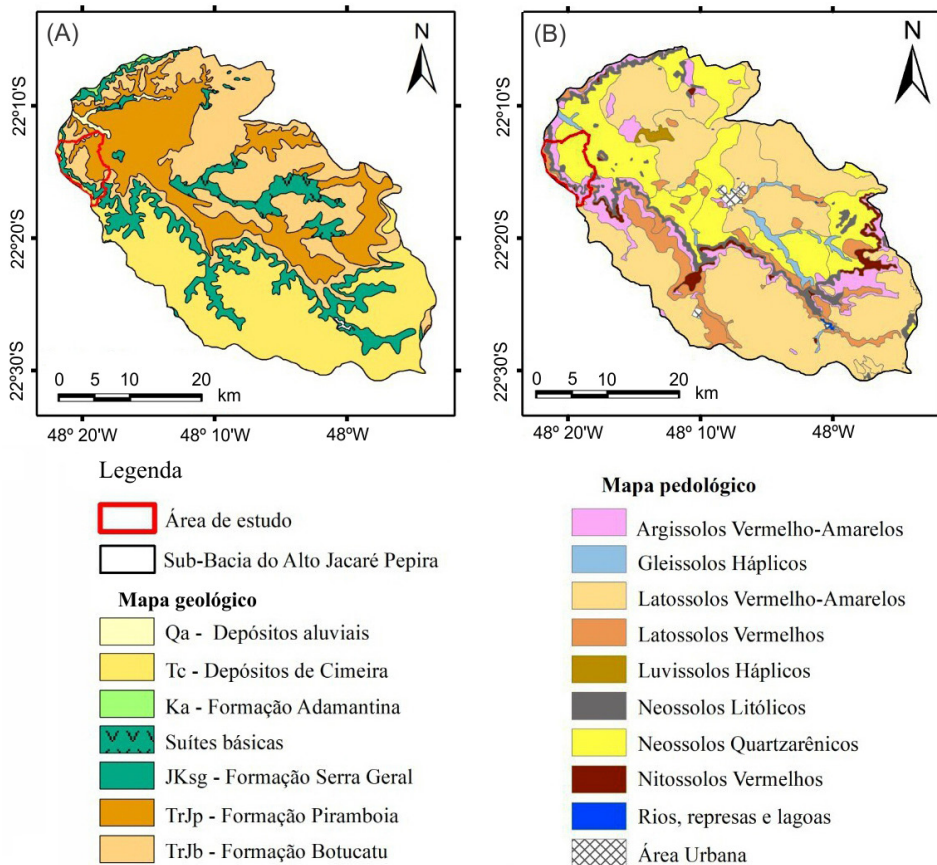 (A)
N
22°10'S
22°20'S
22°30'S
0 5 10 20
km
48° 20'W 48° 10'W 48°W
(B)
N
22°10'S
22°20'S
22°30'S
0 5 10 20
km
48° 20'W 48° 10'W 48°W
Legenda
Área de estudo
Sub-Bacia do Alto Jacaré Pepira
Mapa geológico
Qa - Depósitos aluviais
Tc - Depósitos de Cimeira
Ka - Formação Adamantina
Suítes básicas
JKsg - Formação Serra Geral
TrJp - Formação Piramboia
TrJb - Formação Botucatu
Mapa pedológico
Argissolos Vermelho-Amarelos
Gleissolos Háplicos
Latossolos Vermelho-Amarelos
Latossolos Vermelhos
Luvissolos Háplicos
Neossolos Litólicos
Neossolos Quartzarênicos
Nitossolos Vermelhos
Rios, represas e lagoas
Área Urbana